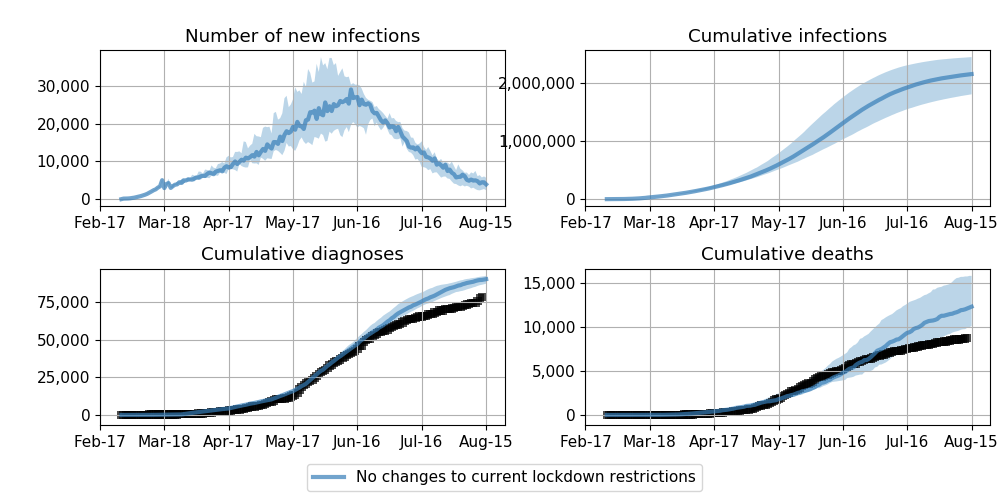 Number of new infections
30,000
20,000
10,000
0
Feb-17 Mar-18 Apr-17 May-17 Jun-16 Jul-16 Aug-15
Cumulative infections
2,000,000
1,000,000
0
Feb-17 Mar-18 Apr-17 May-17 Jun-16 Jul-16 Aug-15
Cumulative diagnoses
75,000
50,000
25,000
0
Feb-17 Mar-18 Apr-17 May-17 Jun-16 Jul-16 Aug-15
Cumulative deaths
15,000
10,000
5,000
0
Feb-17 Mar-18 Apr-17 May-17 Jun-16 Jul-16 Aug-15
No changes to current lockdown restrictions